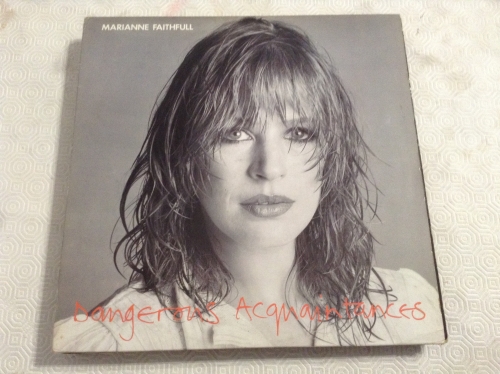 MARIANNE FAITHFULL
Dangerous Acquaintances